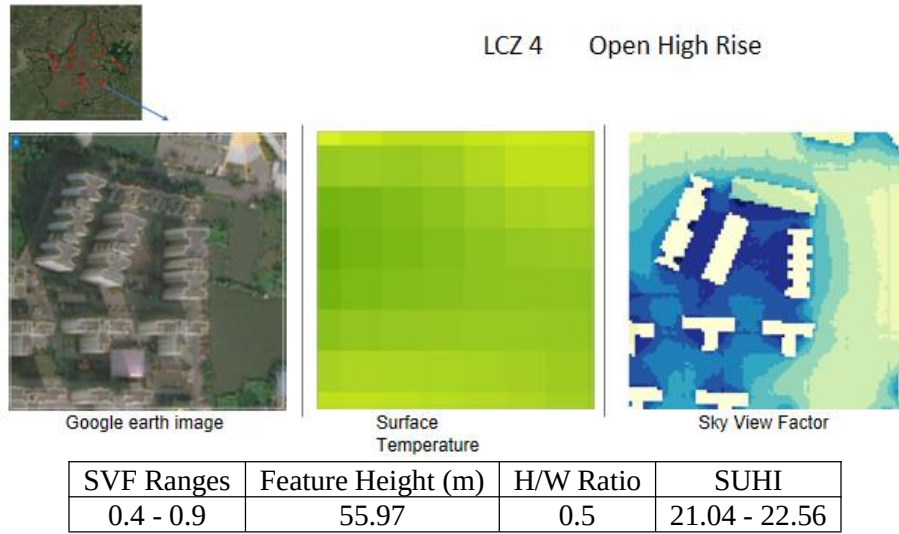 LCZ 4 Open High Rise
Google earth image
Surface
Temperature
Sky View Factor
SVF Ranges Feature Height (m) H/W Ratio SUHI
0.4 - 0.9 55.97 0.5 21.04 - 22.56